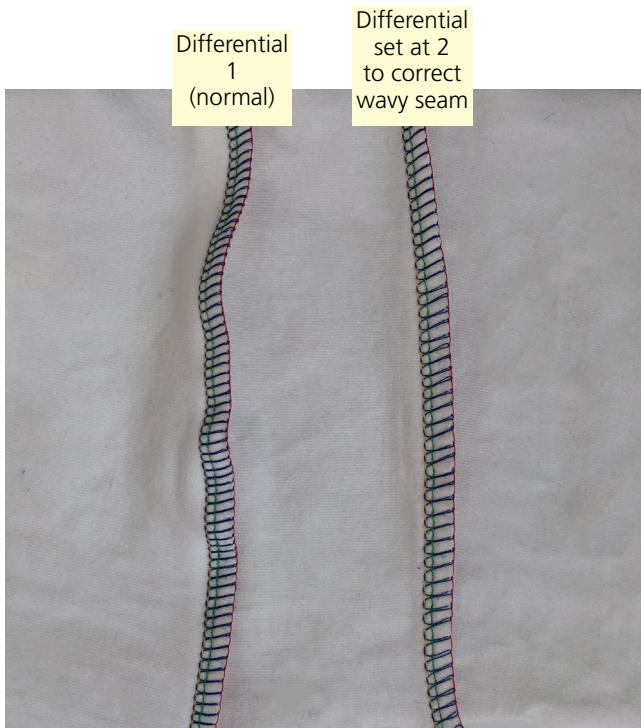 Differential
1
(normal)
Differential
set at 2
to correct
wavy seam